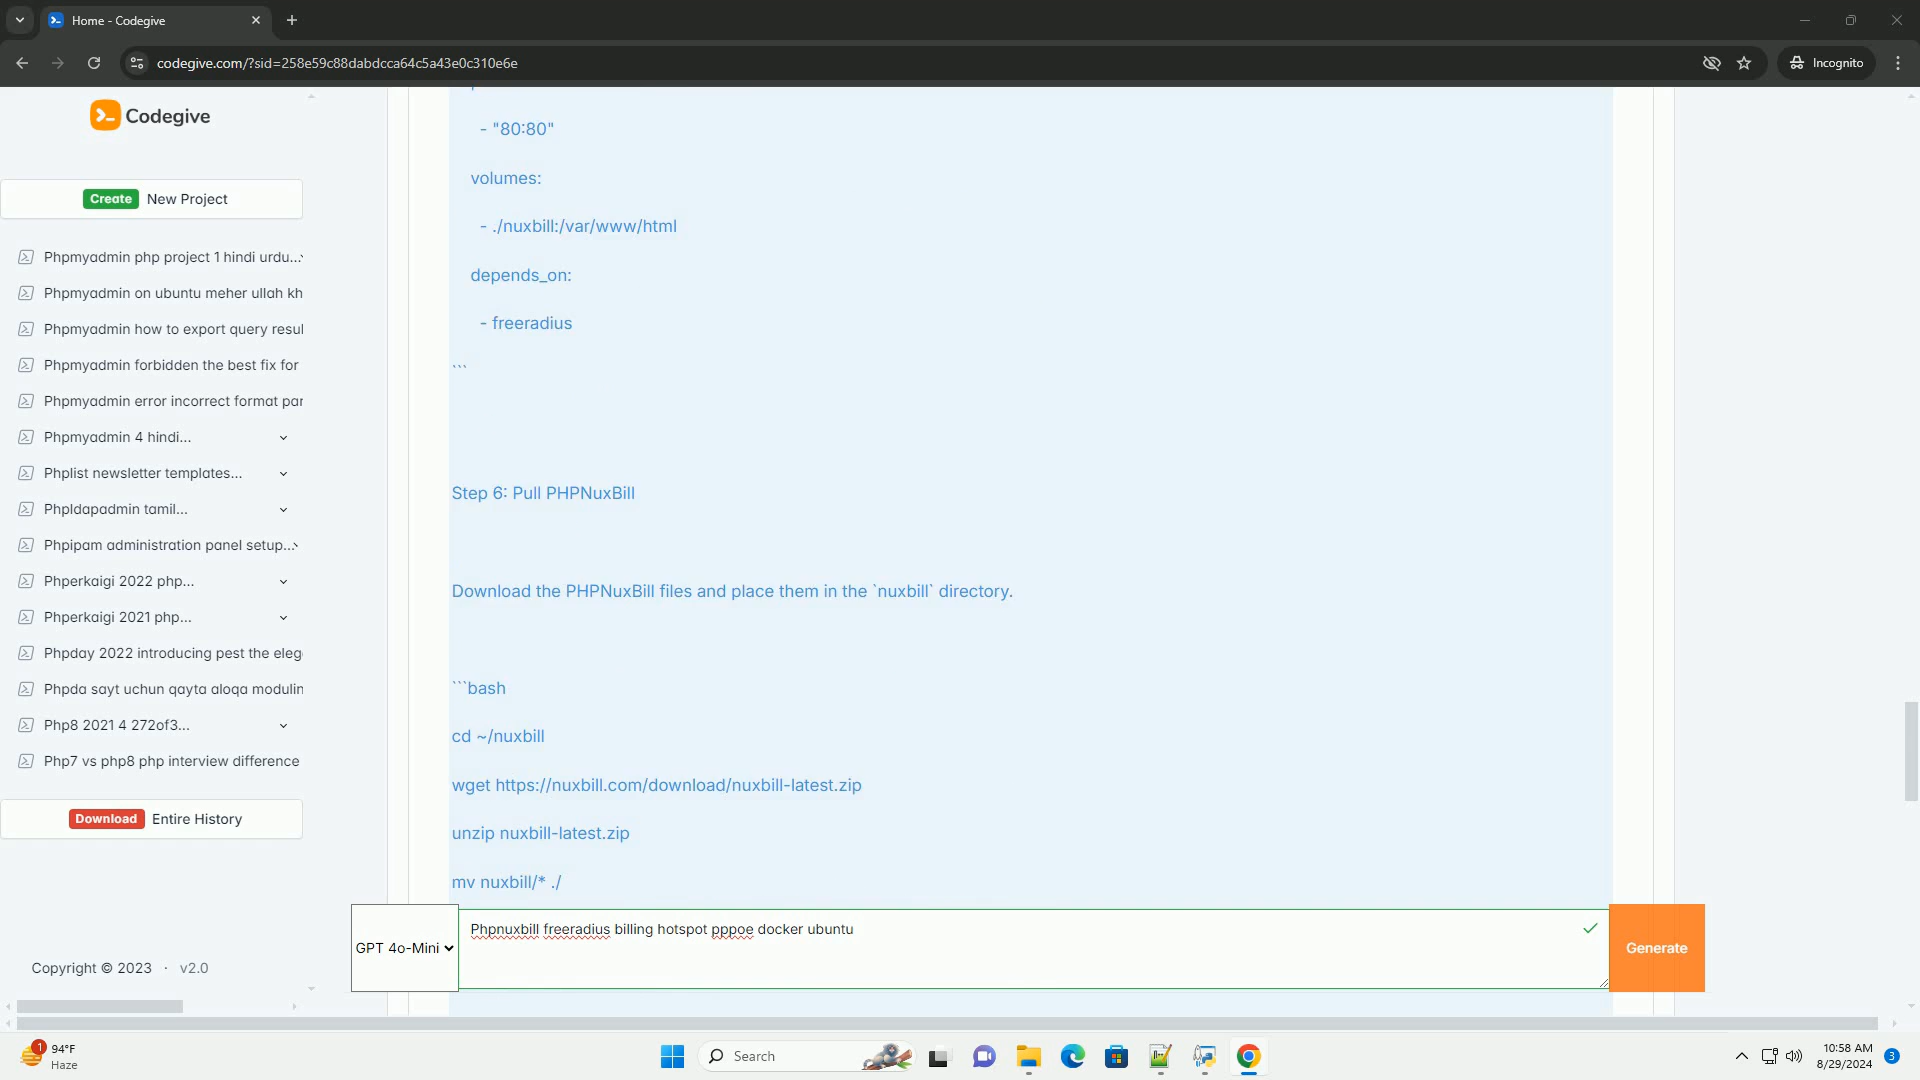 Home - Codegive
codegive.com/?sid=258e59c88dabdcca64c5a43e0c310e6e
Incognito
Codegive
Create New Project
Phpmyadmin php project 1 hindi urdu...
Phpmyadmin on ubuntu meher ullah kh
Phpmyadmin how to export query resul
Phpmyadmin forbidden the best fix for
Phpmyadmin error incorrect format par
Phpmyadmin 4 hindi...
Phplist newsletter templates...
Phpldapadmin tamil...
Phpipam administration panel setup...
Phperkaigi 2022 php...
Phperkaigi 2021 php...
Phpday 2022 introducing pest the eleg
Phpda sayt uchun qayta aloqa modulin
Php8 2021 4 272of3...
Php7 vs php8 php interview difference
Download Entire History
Copyright © 2023 · v2.0
- "80:80"
volumes:
- ./nuxbill:/var/www/html
depends_on:
- freeradius
```
Step 6: Pull PHPNuxBill
Download the PHPNuxBill files and place them in the `nuxbill` directory.
```bash
cd ~/nuxbill
wget https://nuxbill.com/download/nuxbill-latest.zip
unzip nuxbill-latest.zip
mv nuxbill/* ./
GPT 4o-Mini
Phpnuxbill freeradius billing hotspot pppoe docker ubuntu
Generate
1
94°F
Haze
Search
10:58 AM
8/29/2024
3